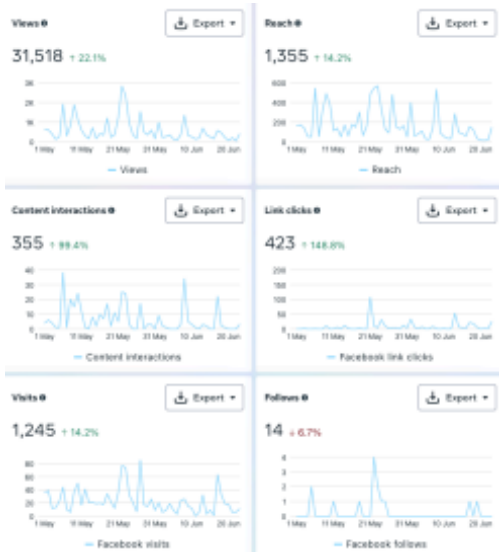 Views
Export
31,518 ↑ 22.1%
3K
2K
1K
0
1 May 11 May 21 May 31 May 10 Jun 20 Jun
Views
Reach
Export
1,355 ↑ 14.2%
600
400
200
0
1 May 11 May 21 May 31 May 10 Jun 20 Jun
Reach
Content interactions
Export
355 ↑ 99.4%
40
30
20
10
0
1 May 11 May 21 May 31 May 10 Jun 20 Jun
Content interactions
Link clicks
Export
423 ↑ 148.8%
200
150
100
50
0
1 May 11 May 21 May 31 May 10 Jun 20 Jun
Facebook link clicks
Visits
Export
1,245 ↑ 14.2%
80
60
40
20
0
1 May 11 May 21 May 31 May 10 Jun 20 Jun
Facebook visits
Follows
Export
14 ↓ 6.7%
4
3
2
1
0
1 May 11 May 21 May 31 May 10 Jun 20 Jun
Facebook follows